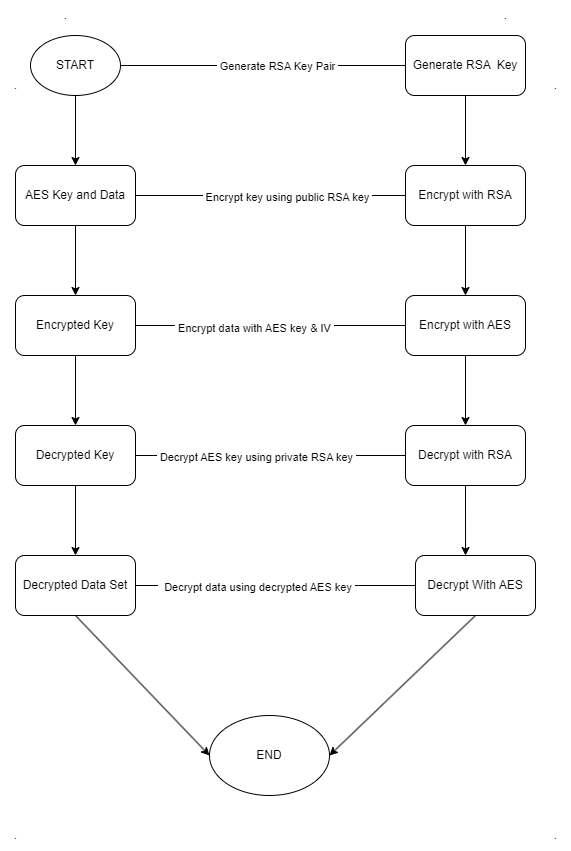 START
Generate RSA Key Pair
Generate RSA Key
AES Key and Data
Encrypt key using public RSA key
Encrypt with RSA
Encrypted Key
Encrypt data with AES key & IV
Encrypt with AES
Decrypted Key
Decrypt AES key using private RSA key
Decrypt with RSA
Decrypted Data Set
Decrypt data using decrypted AES key
Decrypt With AES
END